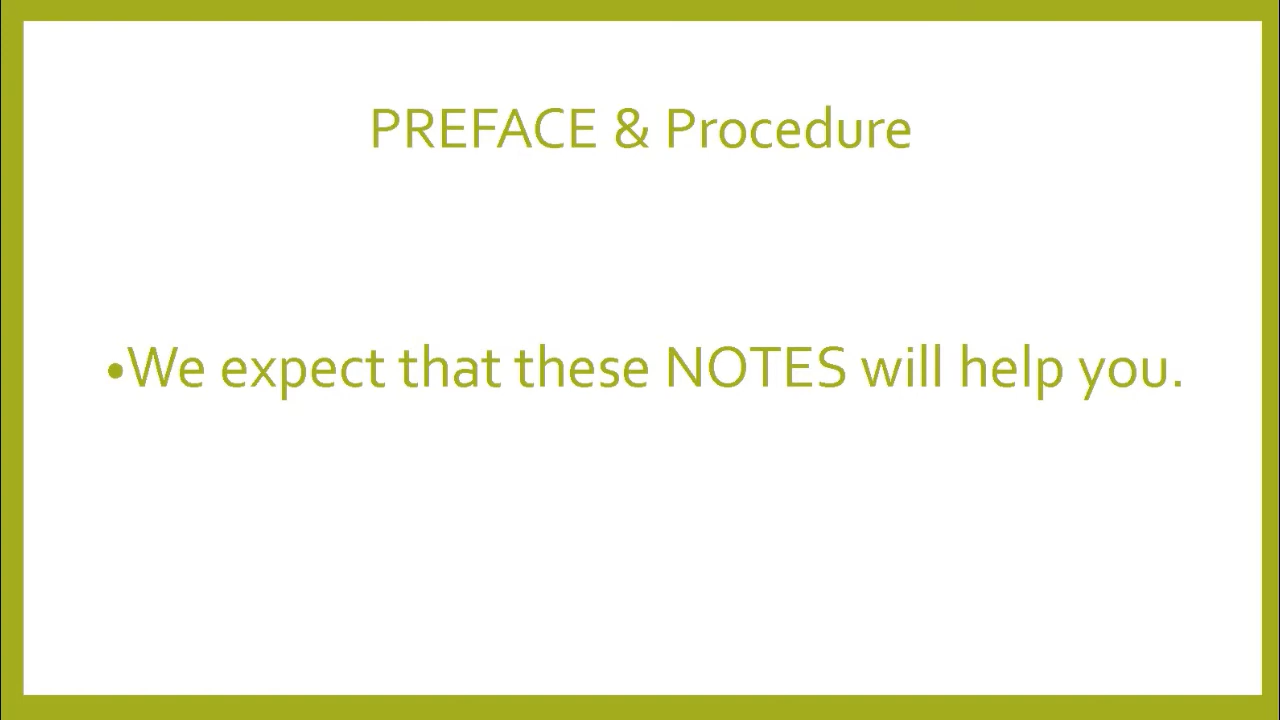 PREFACE & Procedure
•We expect that these NOTES will help you.